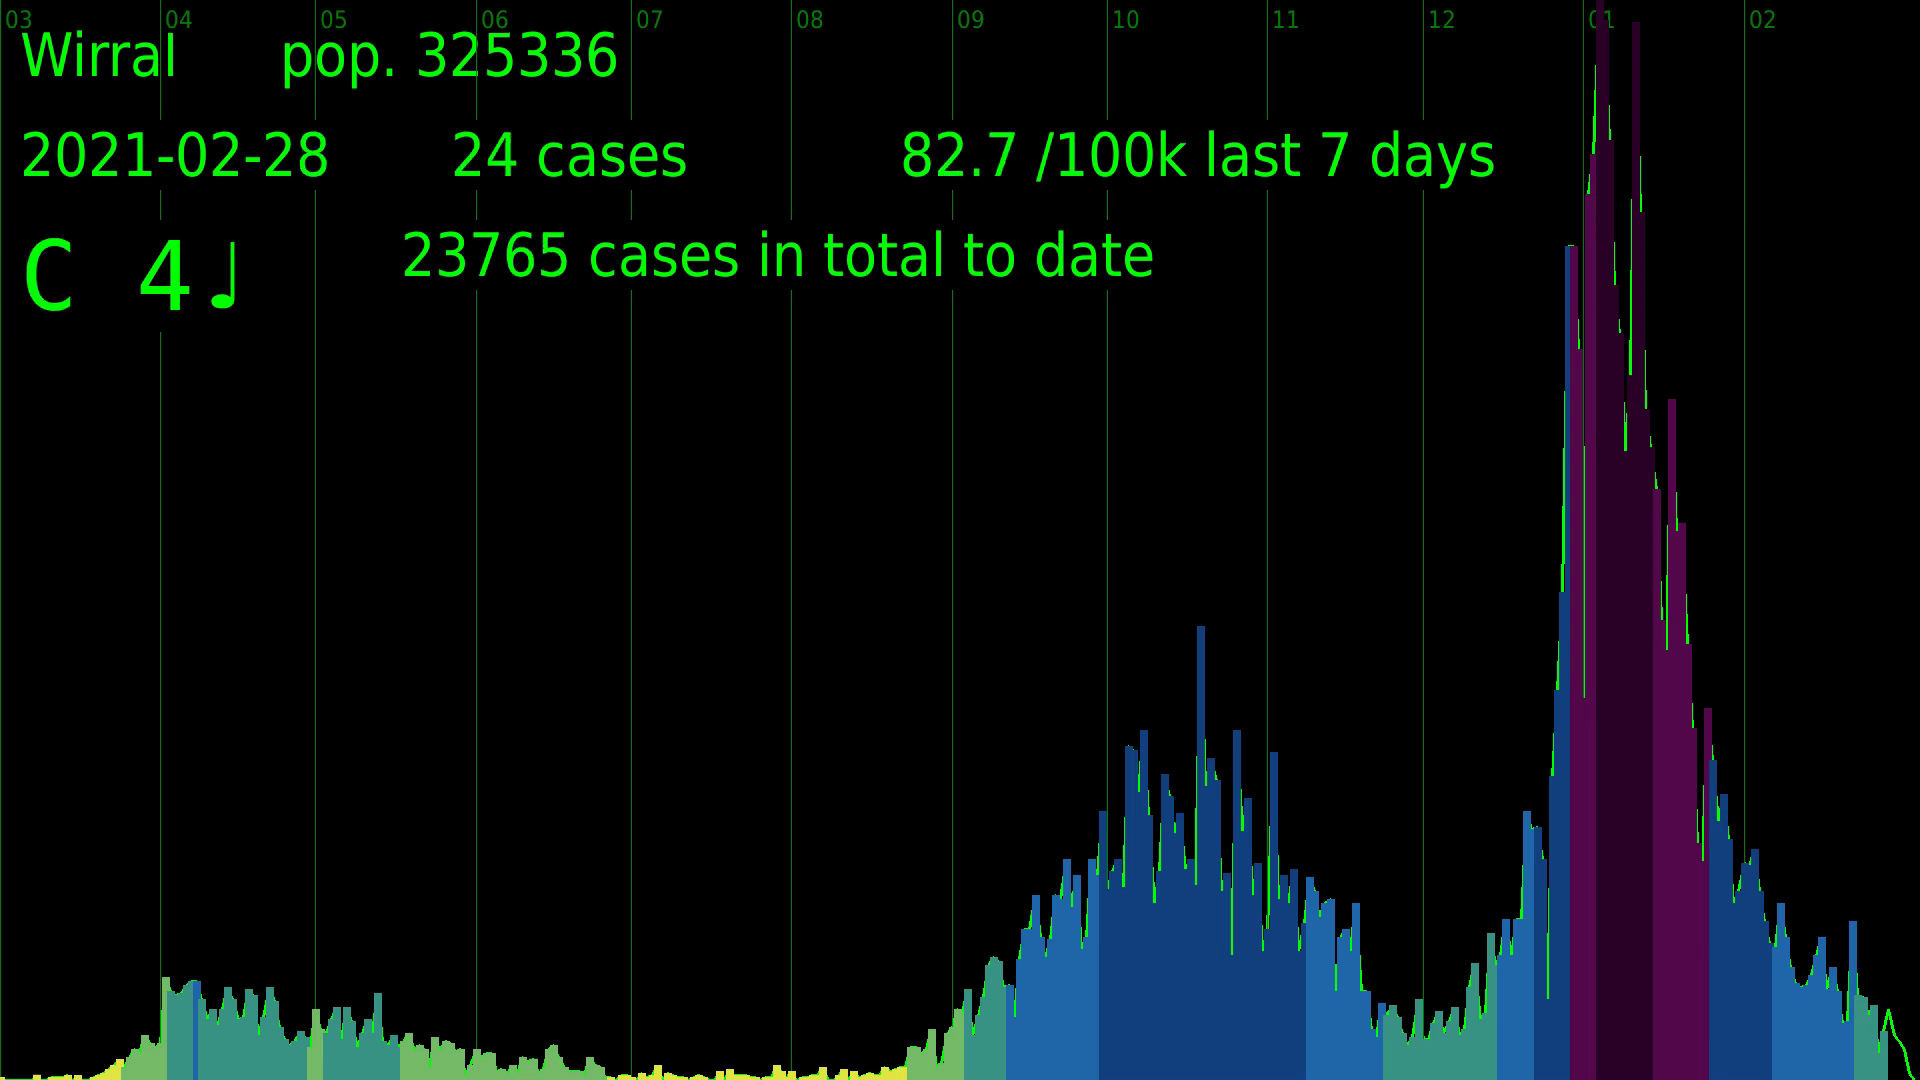 03 04 05 06 07 08 09 10 11 12 01 02
Wirral pop. 325336
2021-02-28 24 cases 82.7 /100k last 7 days
C 4♩ 23765 cases in total to date